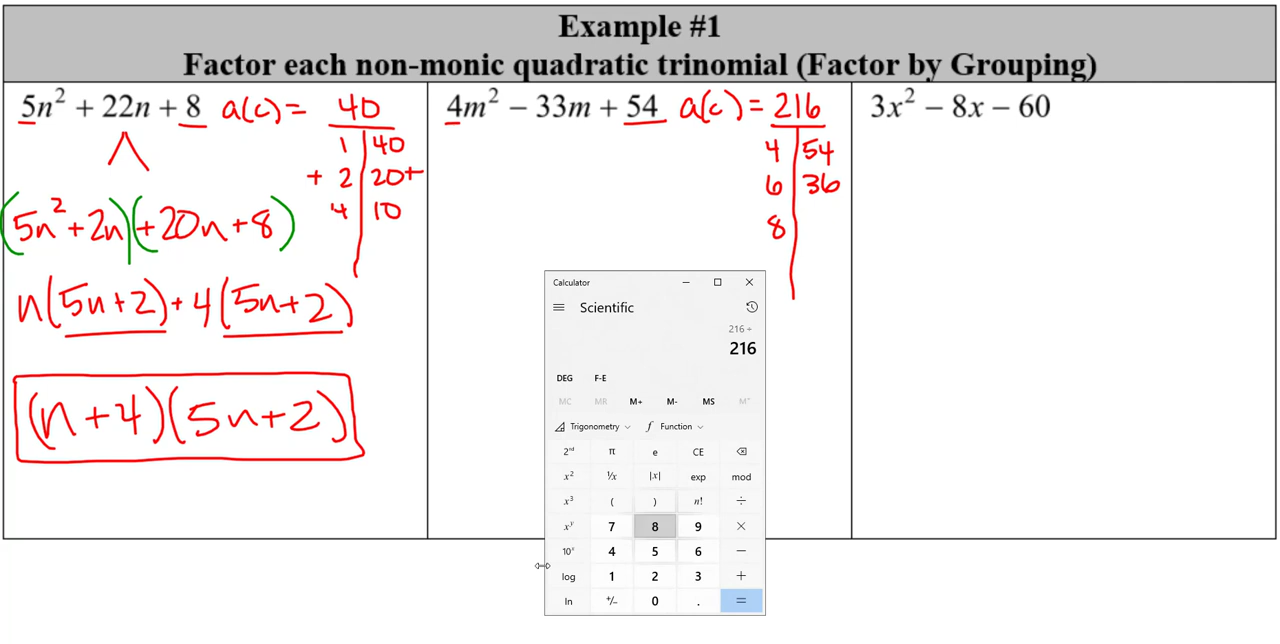 Example #1
Factor each non-monic quadratic trinomial (Factor by Grouping)
5n² + 22n + 8 a(c) = 40
1 | 40
+ 2 | 20+
4 | 10
(5n² + 2n)(+20n + 8)
n(5n+2) + 4(5n+2)
(n+4)(5n+2)
4m² − 33m + 54 a(c) = 216
4 | 54
6 | 36
8 |
3x² − 8x − 60
Calculator
Scientific
216 ÷
216
DEG F-E
MC MR M+ M- MS M˅
Trigonometry f Function
2ⁿᵈ π e CE
x² ¹⁄x |x| exp mod
x³ ( ) n! ÷
xʸ 7 8 9 ×
10ˣ 4 5 6 −
log 1 2 3 +
ln +/− 0 . =